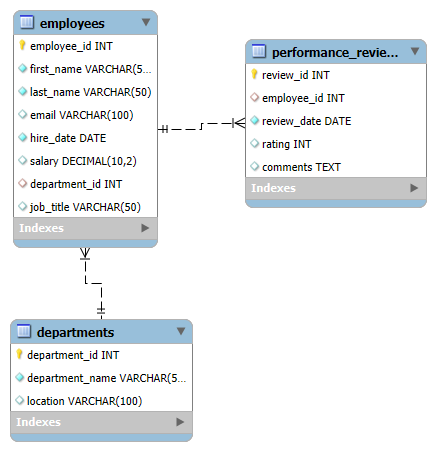 employees
employee_id INT
first_name VARCHAR(5...
last_name VARCHAR(50)
email VARCHAR(100)
hire_date DATE
salary DECIMAL(10,2)
department_id INT
job_title VARCHAR(50)
Indexes
performance_revie...
review_id INT
employee_id INT
review_date DATE
rating INT
comments TEXT
Indexes
departments
department_id INT
department_name VARCHAR(5...
location VARCHAR(100)
Indexes